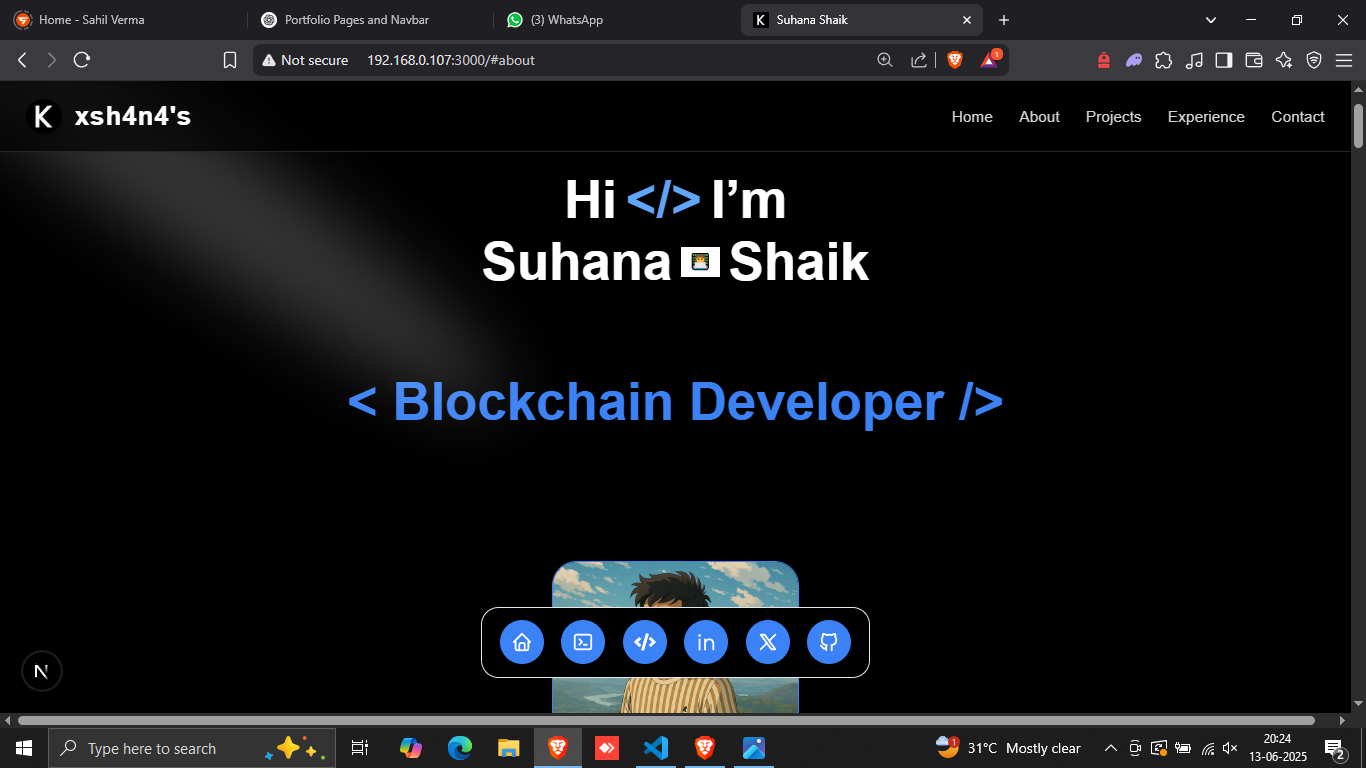 Home - Sahil Verma
Portfolio Pages and Navbar
(3) WhatsApp
K Suhana Shaik
Not secure 192.168.0.107:3000/#about
1
K xsh4n4's
Home About Projects Experience Contact
Hi </> I’m
Suhana Shaik
< Blockchain Developer />
in X
N
Type here to search
1 31°C Mostly clear
20:24
13-06-2025
2